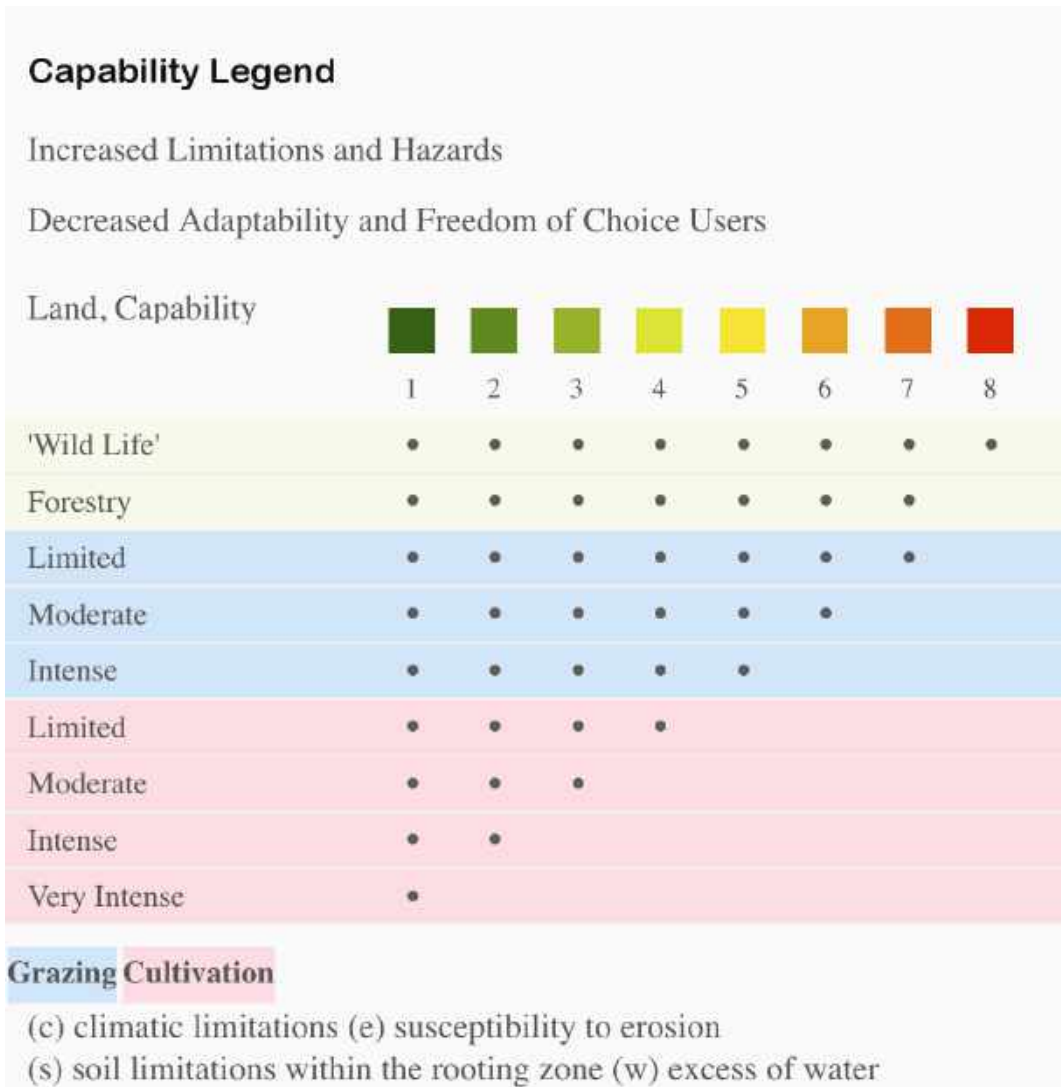 Capability Legend
Increased Limitations and Hazards
Decreased Adaptability and Freedom of Choice Users
Land, Capability
1 2 3 4 5 6 7 8
'Wild Life' • • • • • • • •
Forestry • • • • • • •
Limited • • • • • • •
Moderate • • • • • •
Intense • • • • •
Limited • • • •
Moderate • • •
Intense • •
Very Intense •
Grazing Cultivation
(c) climatic limitations (e) susceptibility to erosion
(s) soil limitations within the rooting zone (w) excess of water